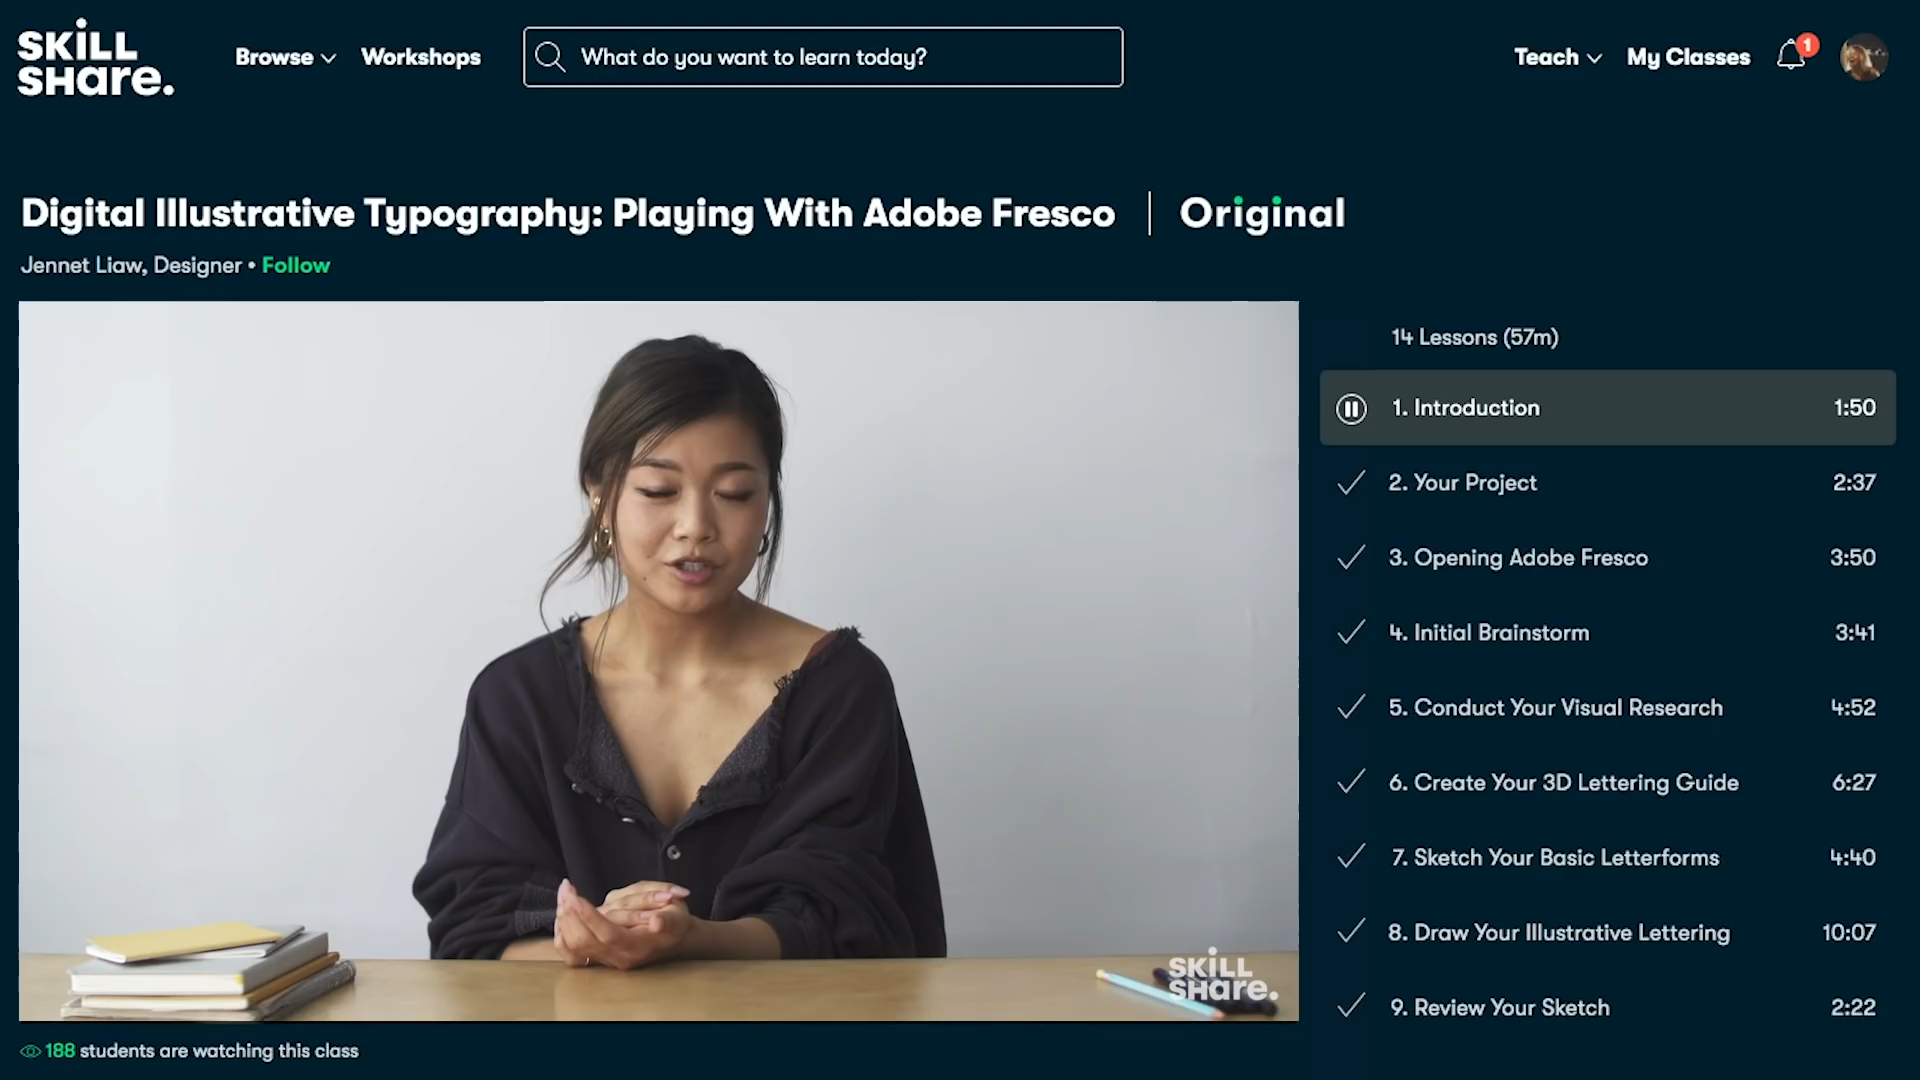 SKILL
SHare.
Browse
Workshops
What do you want to learn today?
Teach
My Classes
1
Digital Illustrative Typography: Playing With Adobe Fresco | Original
Jennet Liaw, Designer • Follow
14 Lessons (57m)
1. Introduction 1:50
2. Your Project 2:37
3. Opening Adobe Fresco 3:50
4. Initial Brainstorm 3:41
5. Conduct Your Visual Research 4:52
6. Create Your 3D Lettering Guide 6:27
7. Sketch Your Basic Letterforms 4:40
8. Draw Your Illustrative Lettering 10:07
9. Review Your Sketch 2:22
SKILL
SHare.
188 students are watching this class